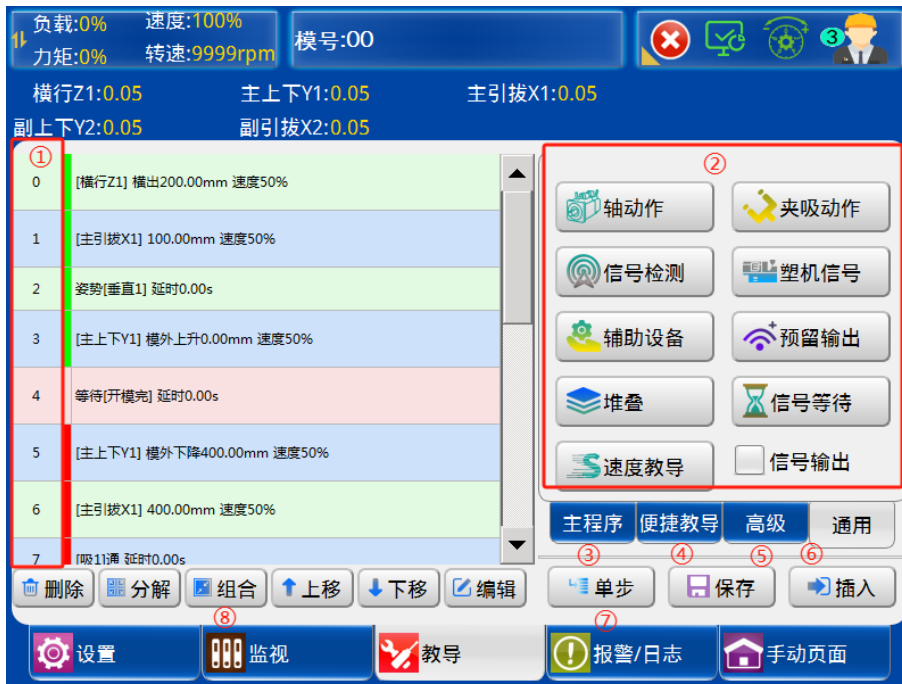 负载:0% 速度:100%
力矩:0% 转速:9999rpm
模号:00
3
横行Z1:0.05 主上下Y1:0.05 主引拔X1:0.05
副上下Y2:0.05 副引拔X2:0.05
①
0 [横行Z1] 横出200.00mm 速度50%
1 [主引拔X1] 100.00mm 速度50%
2 姿势[垂直1] 延时0.00s
3 [主上下Y1] 模外上升0.00mm 速度50%
4 等待[开模完] 延时0.00s
5 [主上下Y1] 模外下降400.00mm 速度50%
6 [主引拔X1] 400.00mm 速度50%
7 [吸1]通 延时0.00s
②
轴动作 夹吸动作
信号检测 塑机信号
辅助设备 预留输出
堆叠 信号等待
速度教导 信号输出
主程序 便捷教导 高级 通用
③ ④ ⑤ ⑥
删除 分解 组合 上移 下移 编辑 单步 保存 插入
⑧ ⑦
设置 监视 教导 报警/日志 手动页面